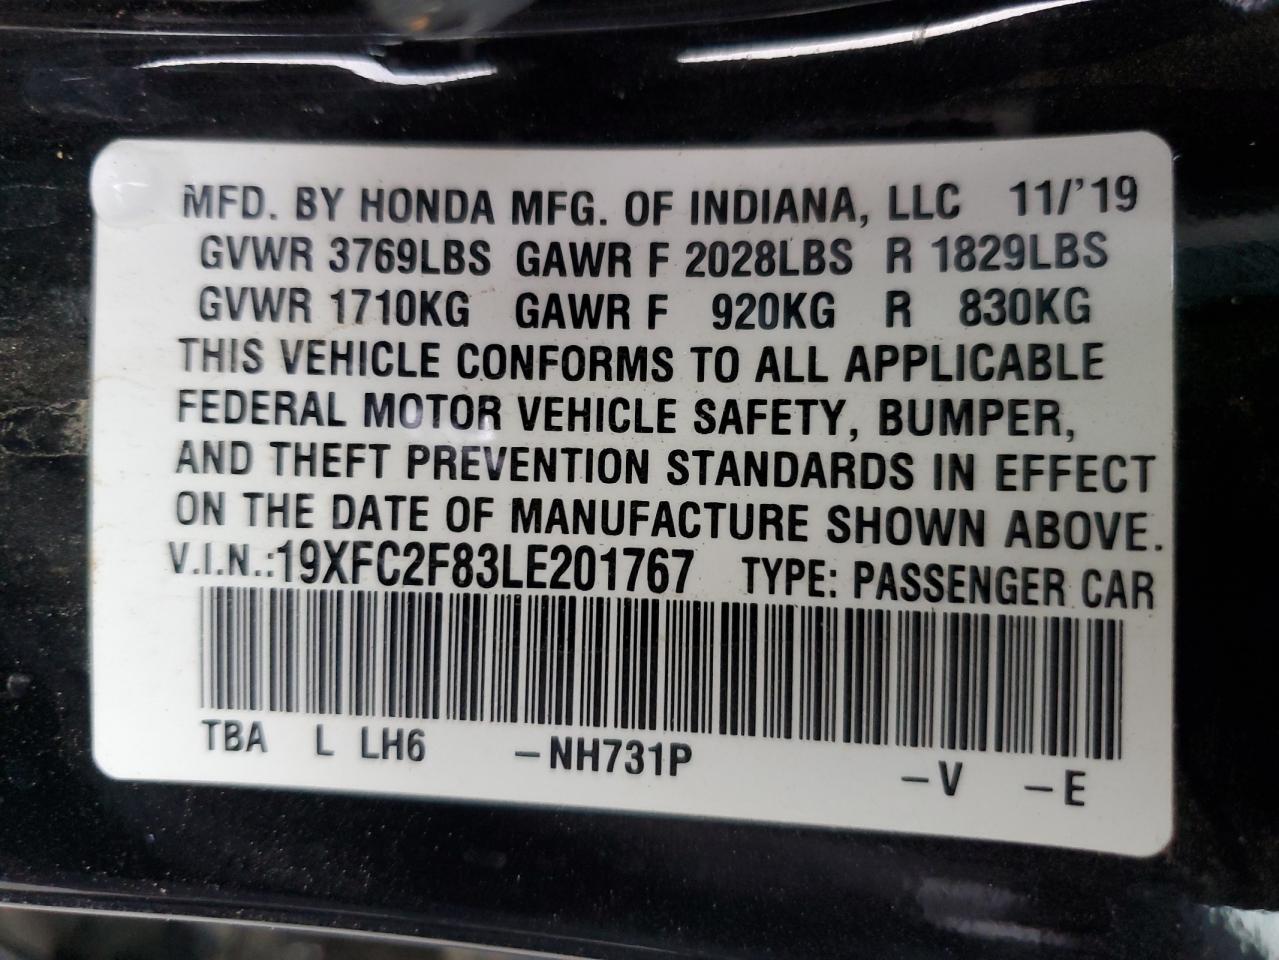 MFD. BY HONDA MFG. OF INDIANA, LLC 11/'19
GVWR 3769LBS GAWR F 2028LBS R 1829LBS
GVWR 1710KG GAWR F 920KG R 830KG
THIS VEHICLE CONFORMS TO ALL APPLICABLE
FEDERAL MOTOR VEHICLE SAFETY, BUMPER,
AND THEFT PREVENTION STANDARDS IN EFFECT
ON THE DATE OF MANUFACTURE SHOWN ABOVE.
V.I.N.:19XFC2F83LE201767 TYPE: PASSENGER CAR
TBA L LH6 –NH731P –V –E